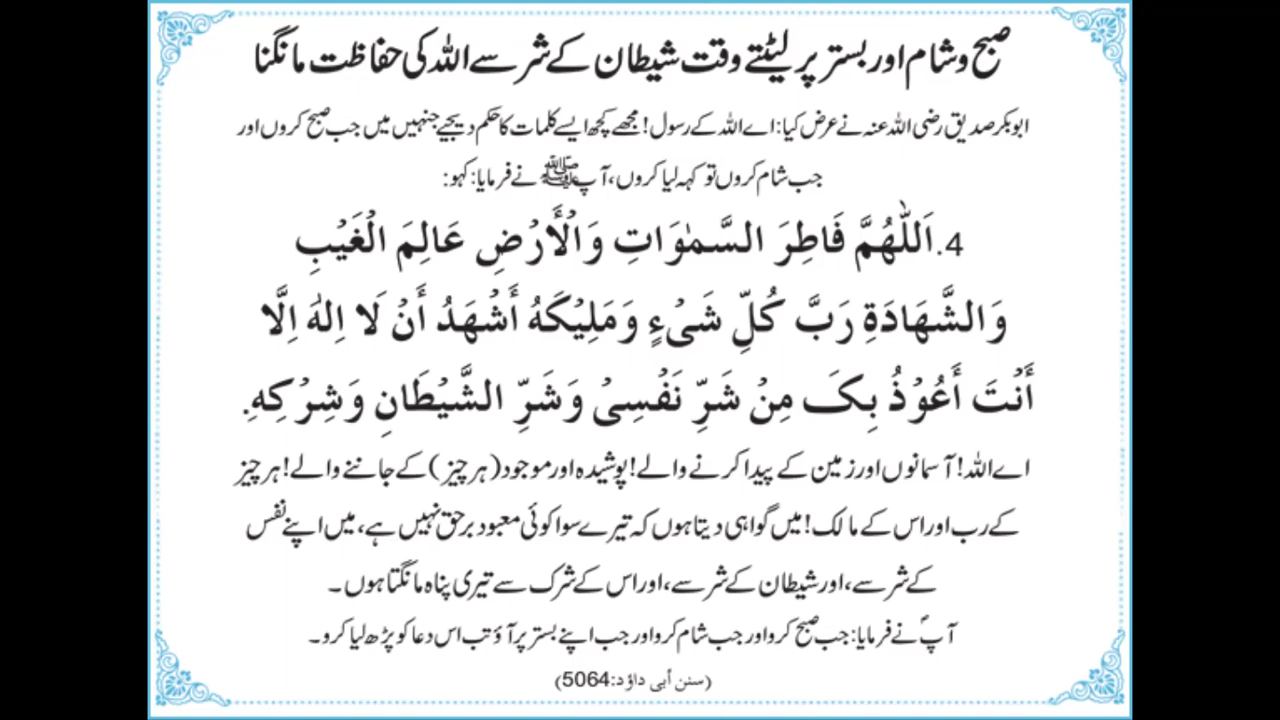 صبح و شام اور بستر پر لیٹتے وقت شیطان کے شر سے اللہ کی حفاظت مانگنا
ابوبکر صدیق رضی اللہ عنہ نے عرض کیا: اے اللہ کے رسول! مجھے کچھ ایسے کلمات کا حکم دیجیے جنہیں میں جب صبح کروں اور
جب شام کروں تو کہہ لیا کروں، آپ ﷺ نے فرمایا: کہو:
4. اَللّٰهُمَّ فَاطِرَ السَّمٰوَاتِ وَالْأَرْضِ عَالِمَ الْغَيْبِ
وَالشَّهَادَةِ رَبَّ كُلِّ شَیْءٍ وَمَلِيْكَهُ أَشْهَدُ أَنْ لَا اِلٰهَ اِلَّا
أَنْتَ أَعُوْذُ بِكَ مِنْ شَرِّ نَفْسِیْ وَشَرِّ الشَّيْطَانِ وَشِرْكِهِ.
اے اللہ! آسمانوں اور زمین کے پیدا کرنے والے! پوشیدہ اور موجود (ہر چیز) کے جاننے والے! ہر چیز
کے رب اور اس کے مالک! میں گواہی دیتا ہوں کہ تیرے سوا کوئی معبود برحق نہیں ہے، میں اپنے نفس
کے شر سے، اور شیطان کے شر سے، اور اس کے شرک سے تیری پناہ مانگتا ہوں۔
آپؐ نے فرمایا: جب صبح کرو اور جب شام کرو اور جب اپنے بستر پر آؤ تب اس دعا کو پڑھ لیا کرو۔
(سنن أبی داؤد:5064)